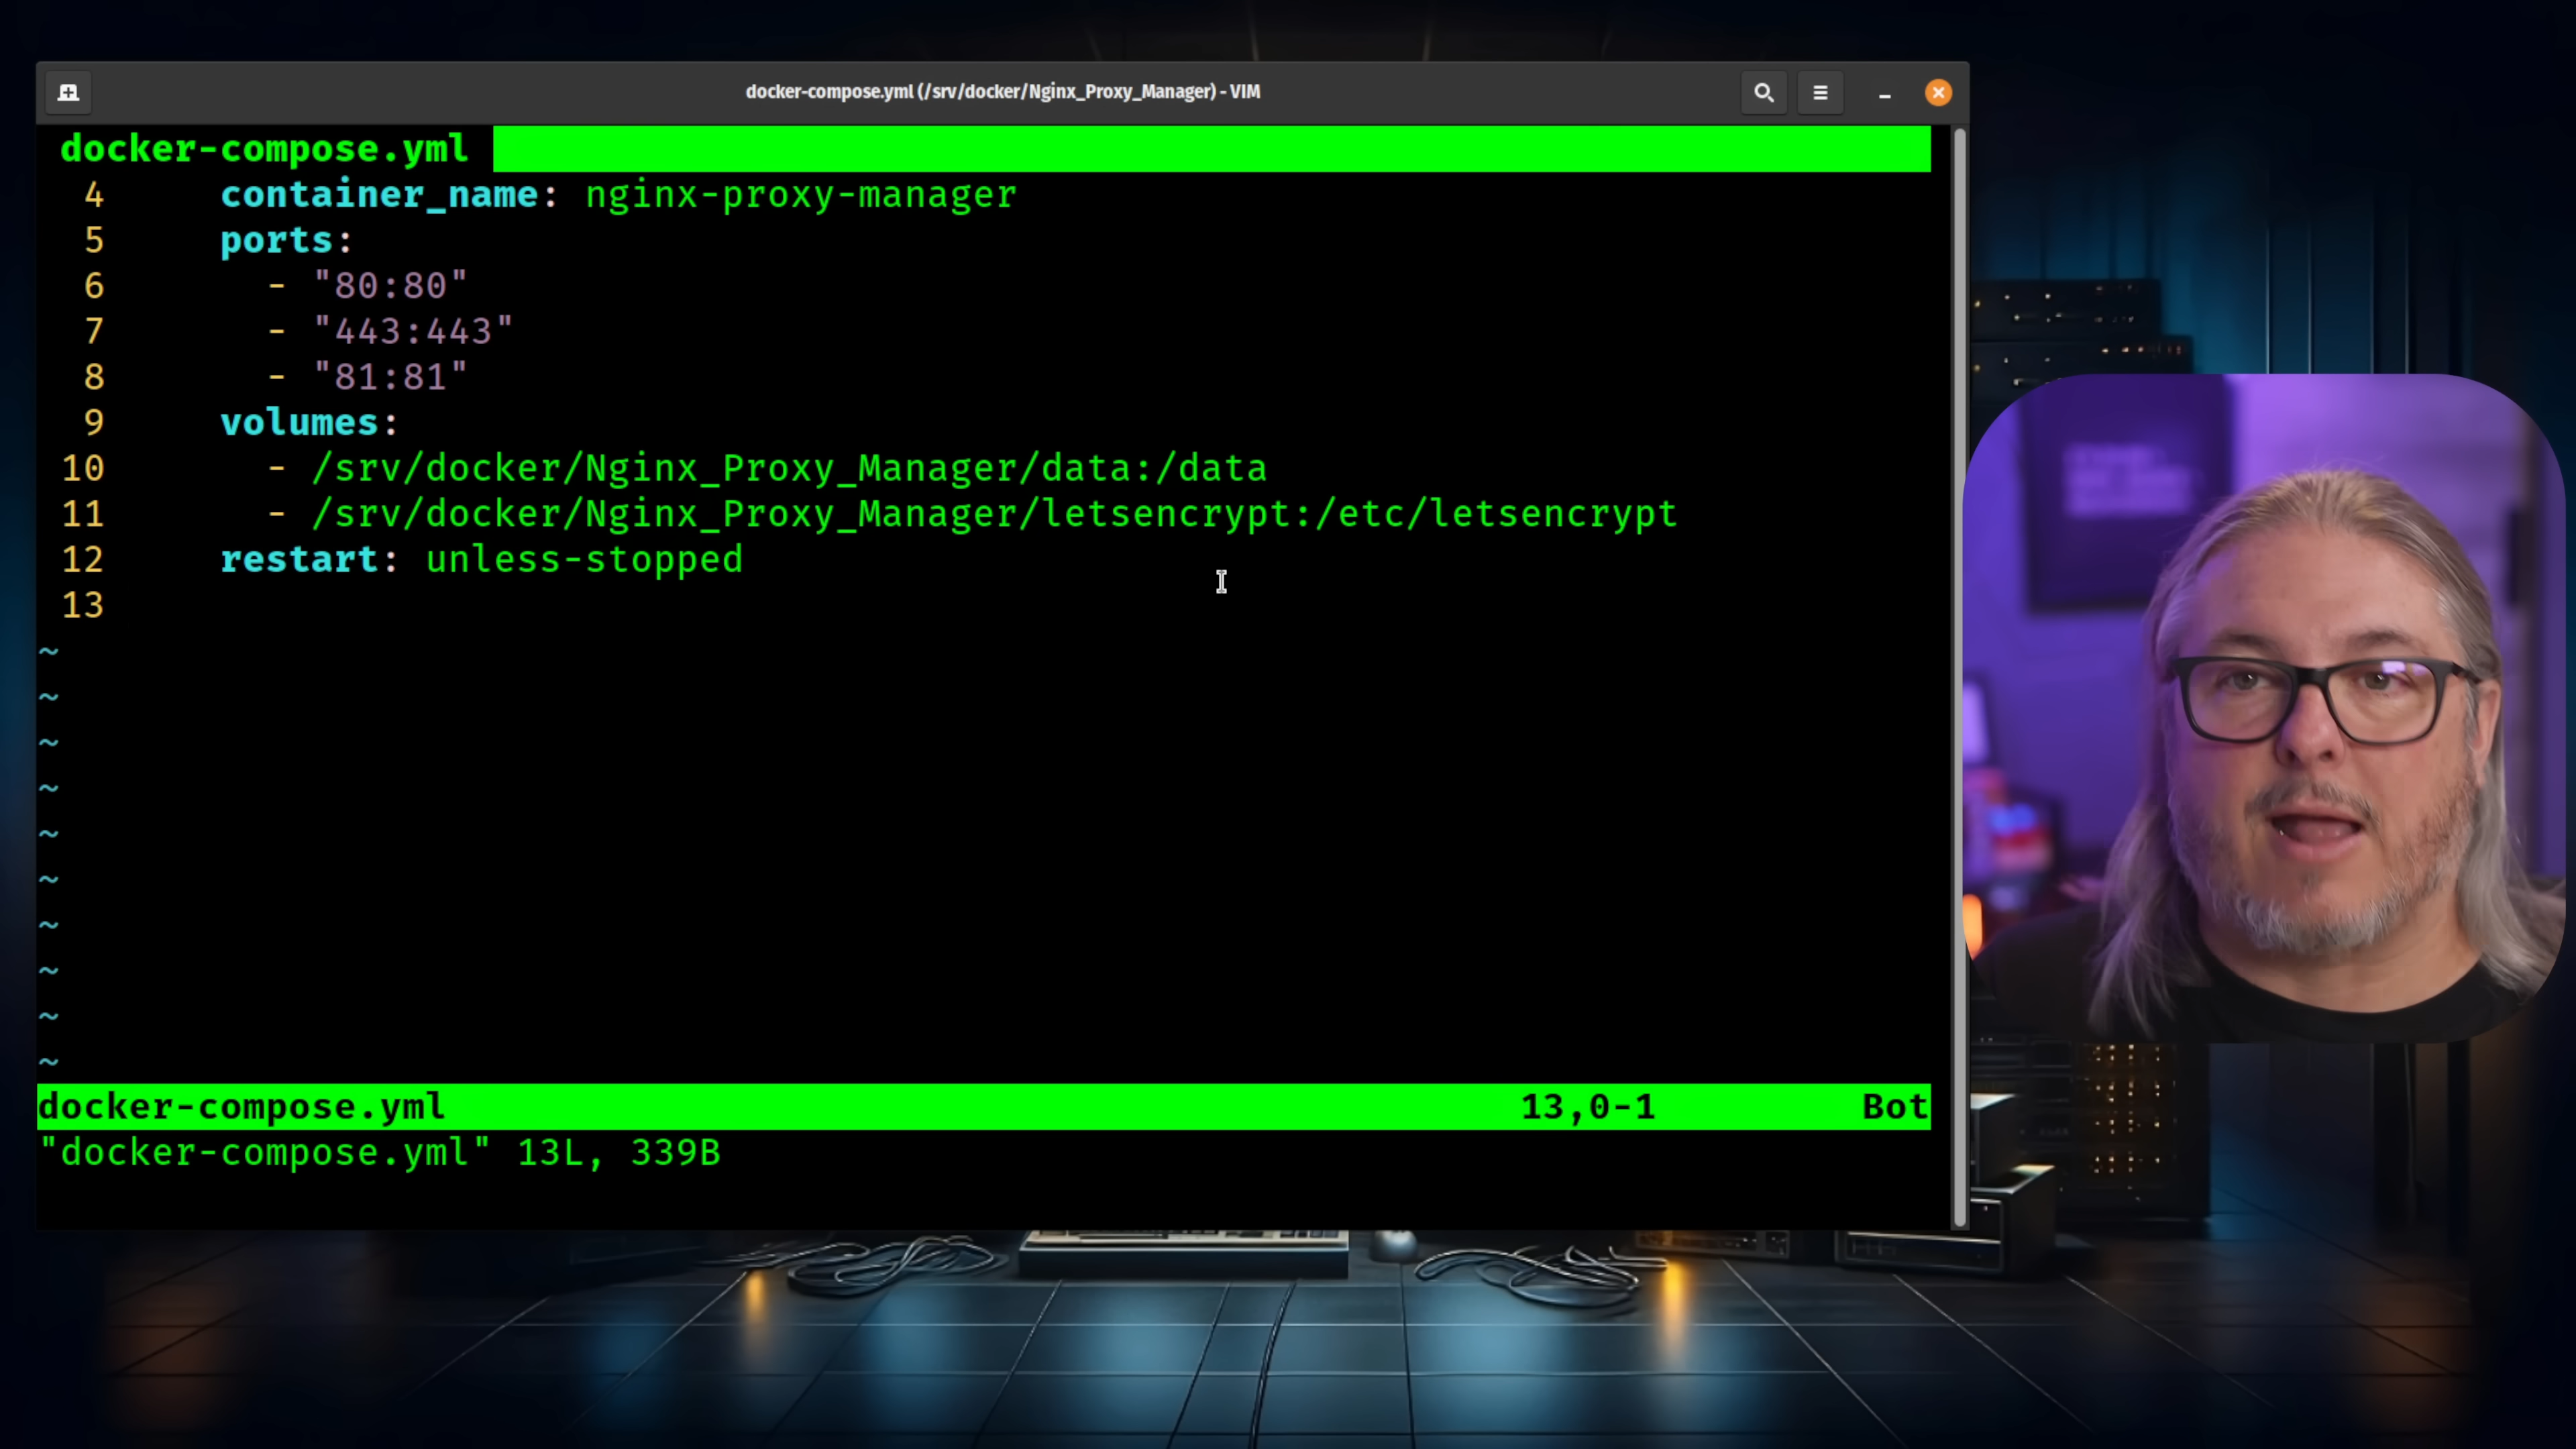 docker-compose.yml (/srv/docker/Nginx_Proxy_Manager) - VIM
docker-compose.yml
4 container_name: nginx-proxy-manager
5 ports:
6 - "80:80"
7 - "443:443"
8 - "81:81"
9 volumes:
10 - /srv/docker/Nginx_Proxy_Manager/data:/data
11 - /srv/docker/Nginx_Proxy_Manager/letsencrypt:/etc/letsencrypt
12 restart: unless-stopped
13
~
~
~
~
~
~
~
~
~
~
docker-compose.yml 13,0-1 Bot
"docker-compose.yml" 13L, 339B